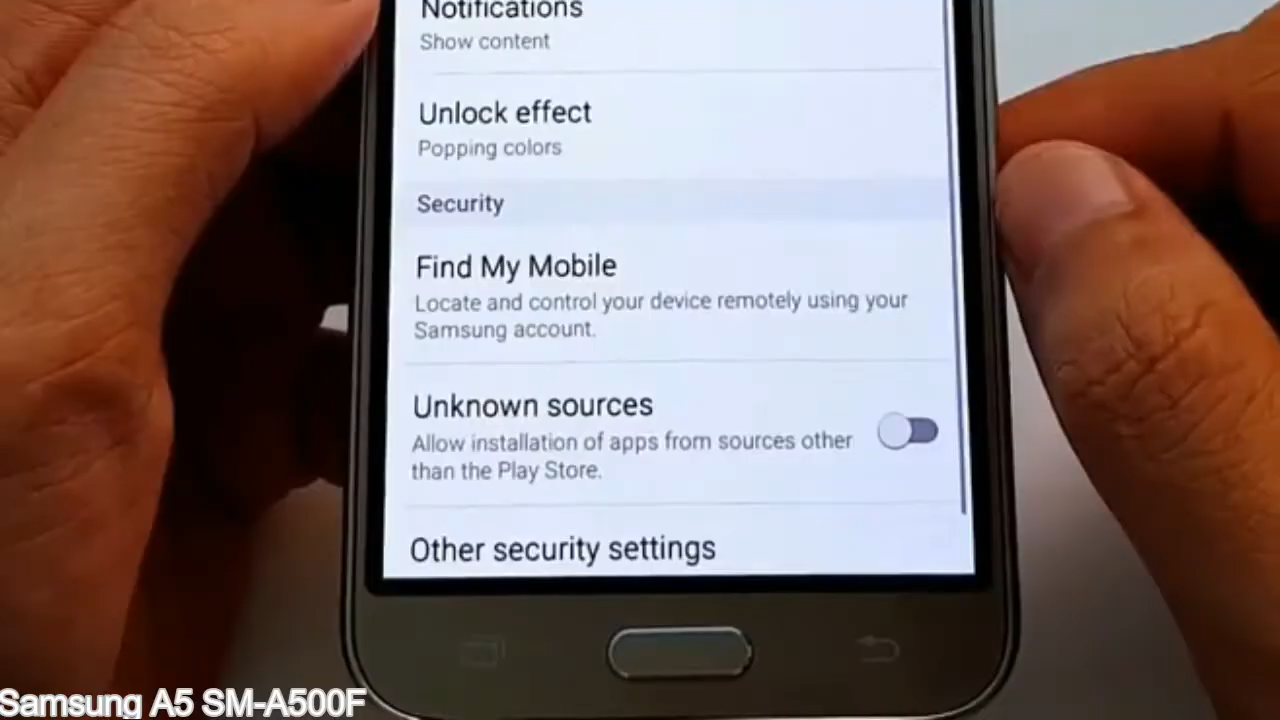 Notifications
Show content
Unlock effect
Popping colors
Security
Find My Mobile
Locate and control your device remotely using your
Samsung account.
Unknown sources
Allow installation of apps from sources other
than the Play Store.
Other security settings
Samsung A5 SM-A500F